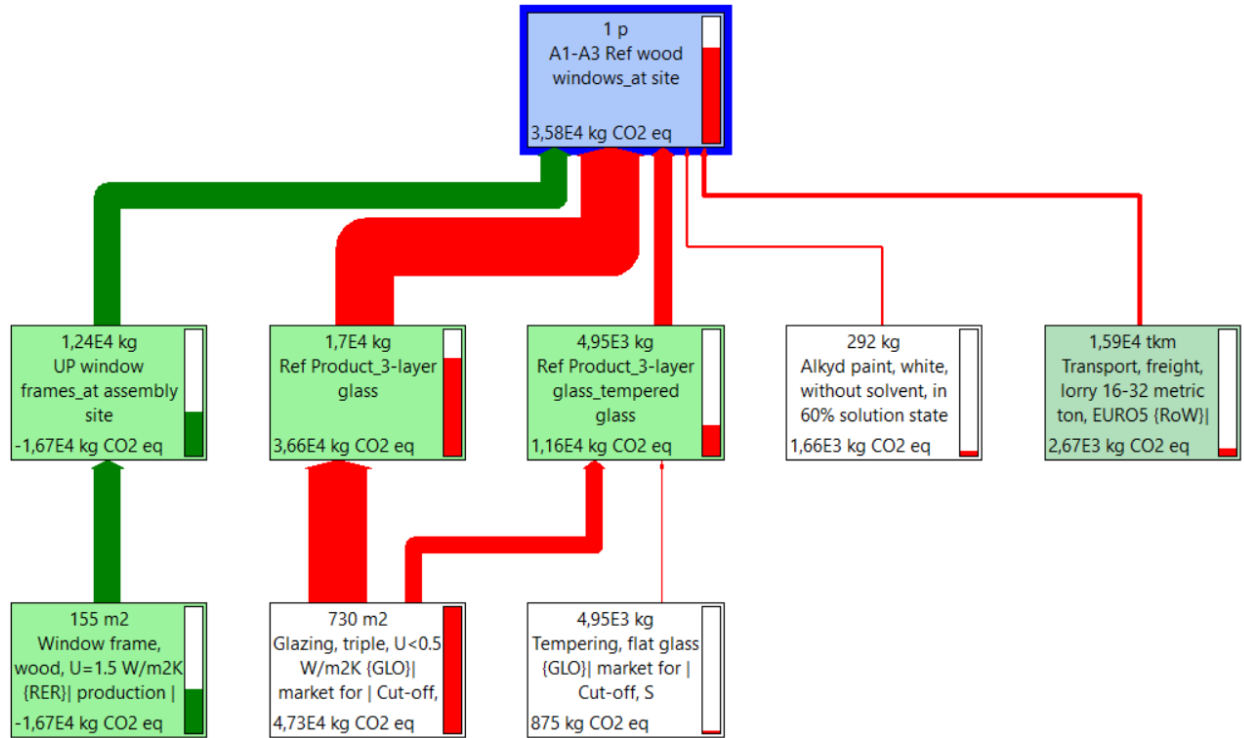 1 p
A1-A3 Ref wood
windows_at site
3,58E4 kg CO2 eq
1,24E4 kg
UP window
frames_at assembly
site
-1,67E4 kg CO2 eq
1,7E4 kg
Ref Product_3-layer
glass
3,66E4 kg CO2 eq
4,95E3 kg
Ref Product_3-layer
glass_tempered
glass
1,16E4 kg CO2 eq
292 kg
Alkyd paint, white,
without solvent, in
60% solution state
1,66E3 kg CO2 eq
1,59E4 tkm
Transport, freight,
lorry 16-32 metric
ton, EURO5 {RoW}|
2,67E3 kg CO2 eq
155 m2
Window frame,
wood, U=1.5 W/m2K
{RER}| production |
-1,67E4 kg CO2 eq
730 m2
Glazing, triple, U<0.5
W/m2K {GLO}|
market for | Cut-off,
4,73E4 kg CO2 eq
4,95E3 kg
Tempering, flat glass
{GLO}| market for |
Cut-off, S
875 kg CO2 eq